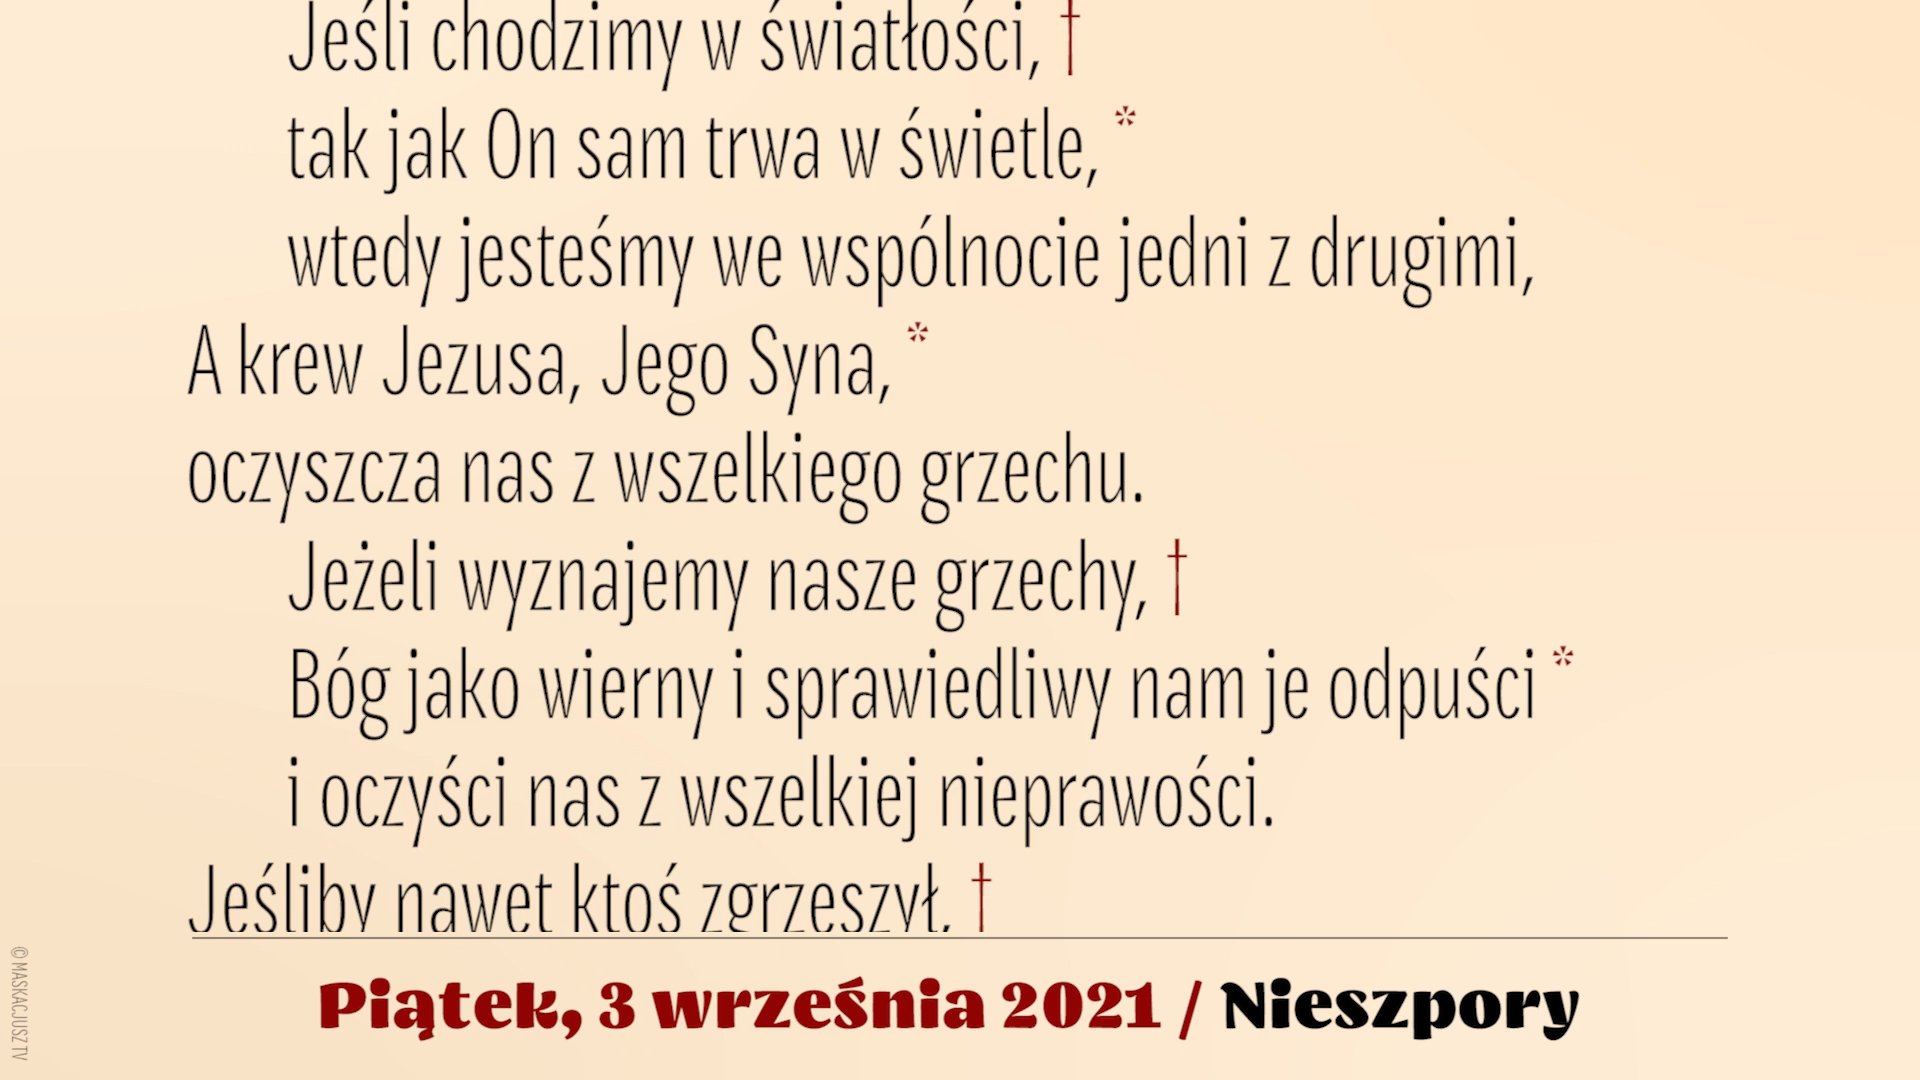 Jeśli chodzimy w światłości, †
tak jak On sam trwa w świetle, *
wtedy jesteśmy we wspólnocie jedni z drugimi,
A krew Jezusa, Jego Syna, *
oczyszcza nas z wszelkiego grzechu.
Jeżeli wyznajemy nasze grzechy, †
Bóg jako wierny i sprawiedliwy nam je odpuści *
i oczyści nas z wszelkiej nieprawości.
Jeśliby nawet ktoś zgrzeszył, †
Piątek, 3 września 2021 / Nieszpory
© MASKACJUSZ TV